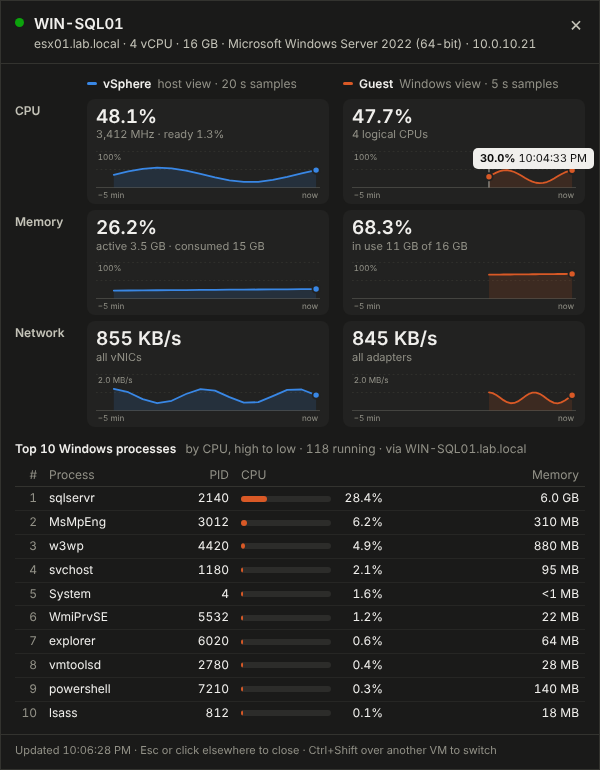 WIN-SQL01
×
esx01.lab.local · 4 vCPU · 16 GB · Microsoft Windows Server 2022 (64-bit) · 10.0.10.21
vSphere host view · 20 s samples
Guest Windows view · 5 s samples
CPU
48.1%
3,412 MHz · ready 1.3%
100%
−5 min
now
47.7%
4 logical CPUs
100%
30.0% 10:04:33 PM
−5 min
now
Memory
26.2%
active 3.5 GB · consumed 15 GB
100%
−5 min
now
68.3%
in use 11 GB of 16 GB
100%
−5 min
now
Network
855 KB/s
all vNICs
2.0 MB/s
−5 min
now
845 KB/s
all adapters
2.0 MB/s
−5 min
now
Top 10 Windows processes by CPU, high to low · 118 running · via WIN-SQL01.lab.local
# Process PID CPU Memory
1 sqlservr 2140 28.4% 6.0 GB
2 MsMpEng 3012 6.2% 310 MB
3 w3wp 4420 4.9% 880 MB
4 svchost 1180 2.1% 95 MB
5 System 4 1.6% <1 MB
6 WmiPrvSE 5532 1.2% 22 MB
7 explorer 6020 0.6% 64 MB
8 vmtoolsd 2780 0.4% 28 MB
9 powershell 7210 0.3% 140 MB
10 lsass 812 0.1% 18 MB
Updated 10:06:28 PM · Esc or click elsewhere to close · Ctrl+Shift over another VM to switch